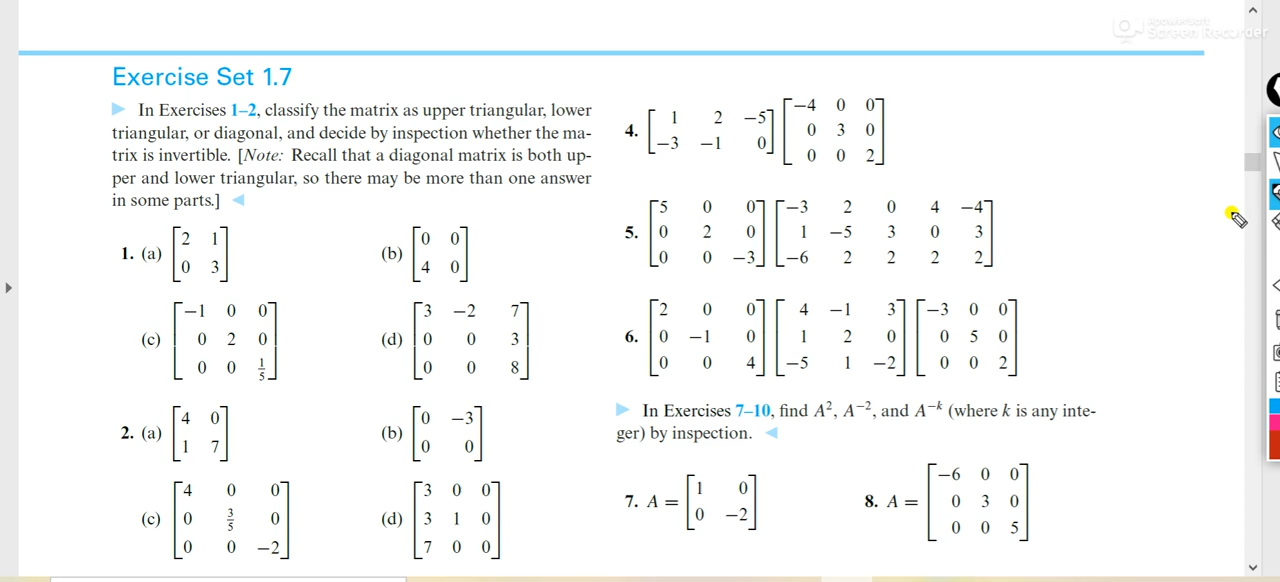 Apowersoft
Screen Recorder
Exercise Set 1.7
In Exercises 1–2, classify the matrix as upper triangular, lower
triangular, or diagonal, and decide by inspection whether the ma-
trix is invertible. [Note: Recall that a diagonal matrix is both up-
per and lower triangular, so there may be more than one answer
in some parts.]
1. (a) [2 1
0 3]
(b) [0 0
4 0]
(c) [−1 0 0
0 2 0
0 0 1/5]
(d) [3 −2 7
0 0 3
0 0 8]
2. (a) [4 0
1 7]
(b) [0 −3
0 0]
(c) [4 0 0
0 3/5 0
0 0 −2]
(d) [3 0 0
3 1 0
7 0 0]
4. [1 2 −5
−3 −1 0] [−4 0 0
0 3 0
0 0 2]
5. [5 0 0
0 2 0
0 0 −3] [−3 2 0 4 −4
1 −5 3 0 3
−6 2 2 2 2]
6. [2 0 0
0 −1 0
0 0 4] [4 −1 3
1 2 0
−5 1 −2] [−3 0 0
0 5 0
0 0 2]
In Exercises 7–10, find A², A⁻², and A⁻ᵏ (where k is any inte-
ger) by inspection.
7. A = [1 0
0 −2]
8. A = [−6 0 0
0 3 0
0 0 5]